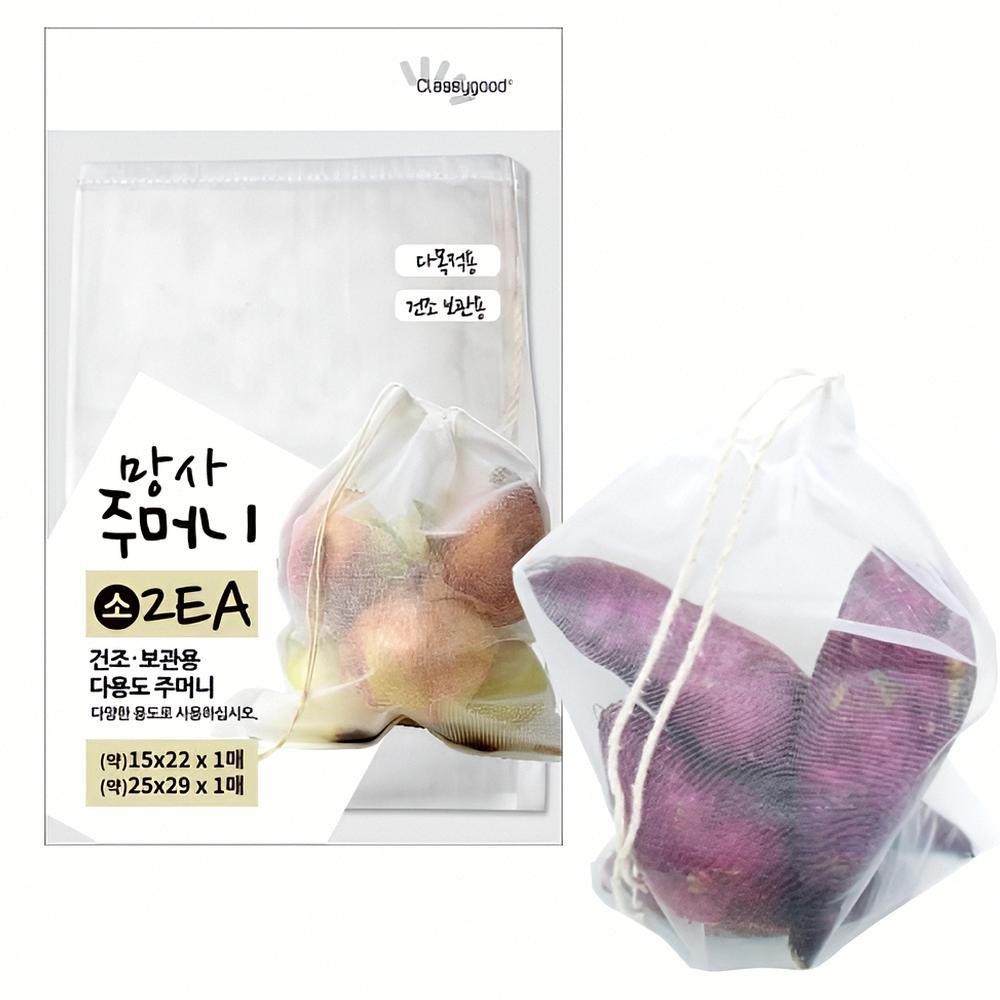 Classygood
다목적용
건조 보관용
망사
주머니
소 2EA
건조·보관용
다용도 주머니
다양한 용도로 사용하십시오.
(약)15x22 x 1매
(약)25x29 x 1매